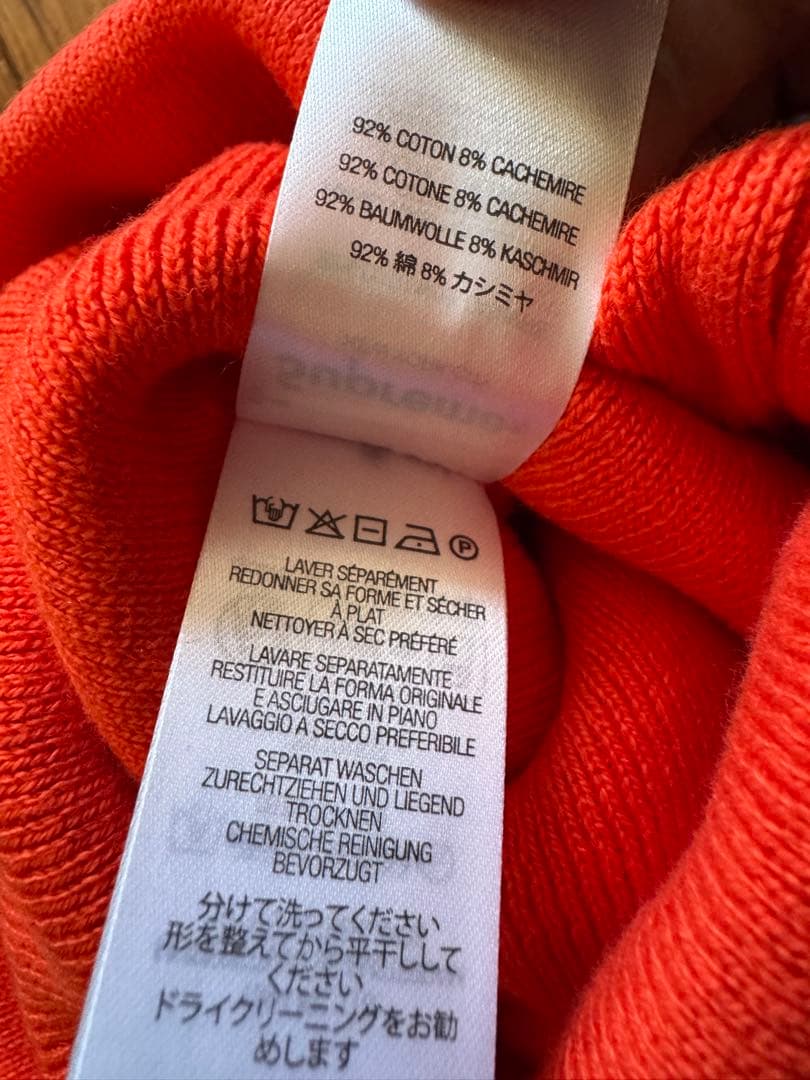 92% COTON 8% CACHEMIRE
92% COTONE 8% CACHEMIRE
92% BAUMWOLLE 8% KASCHMIR
92% 綿 8% カシミヤ
Supreme
P
LAVER SÉPARÉMENT
REDONNER SA FORME ET SÉCHER
À PLAT
NETTOYER À SEC PRÉFÉRÉ
LAVARE SEPARATAMENTE
RESTITUIRE LA FORMA ORIGINALE
E ASCIUGARE IN PIANO
LAVAGGIO A SECCO PREFERIBILE
SEPARAT WASCHEN
ZURECHTZIEHEN UND LIEGEND
TROCKNEN
CHEMISCHE REINIGUNG
BEVORZUGT
分けて洗ってください
形を整えてから平干しして
ください
ドライクリーニングをお勧
めします